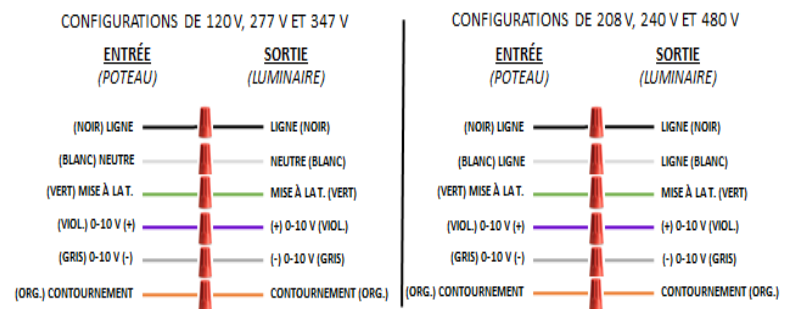 CONFIGURATIONS DE 120 V, 277 V ET 347 V
ENTRÉE SORTIE
(POTEAU) (LUMINAIRE)
(NOIR) LIGNE LIGNE (NOIR)
(BLANC) NEUTRE NEUTRE (BLANC)
(VERT) MISE À LA T. MISE À LA T. (VERT)
(VIOL.) 0-10 V (+) (+) 0-10 V (VIOL.)
(GRIS) 0-10 V (-) (-) 0-10 V (GRIS)
(ORG.) CONTOURNEMENT CONTOURNEMENT (ORG.)
CONFIGURATIONS DE 208 V, 240 V ET 480 V
ENTRÉE SORTIE
(POTEAU) (LUMINAIRE)
(NOIR) LIGNE LIGNE (NOIR)
(BLANC) LIGNE LIGNE (BLANC)
(VERT) MISE À LA T. MISE À LA T. (VERT)
(VIOL.) 0-10 V (+) (+) 0-10 V (VIOL.)
(GRIS) 0-10 V (-) (-) 0-10 V (GRIS)
(ORG.) CONTOURNEMENT CONTOURNEMENT (ORG.)